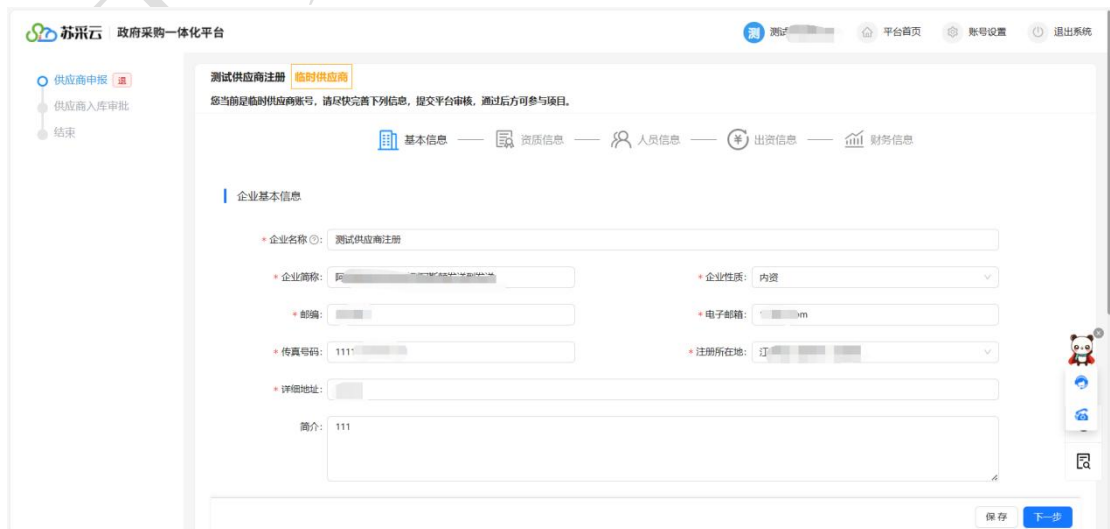 苏采云 政府采购一体化平台
测 测试 平台首页 账号设置 退出系统
供应商申报 退
供应商入库审批
结束
测试供应商注册 临时供应商
您当前是临时供应商账号，请尽快完善下列信息，提交平台审核，通过后方可参与项目。
基本信息 资质信息 人员信息 出资信息 财务信息
企业基本信息
* 企业名称 ?: 测试供应商注册
* 企业简称: 阿
* 企业性质: 内资
* 邮编:
* 电子邮箱: om
* 传真号码: 111
* 注册所在地: 江
* 详细地址:
简介: 111
保存 下一步